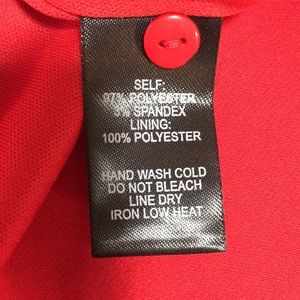 SELF:
97% POLYESTER
3% SPANDEX
LINING:
100% POLYESTER
HAND WASH COLD
DO NOT BLEACH
LINE DRY
IRON LOW HEAT